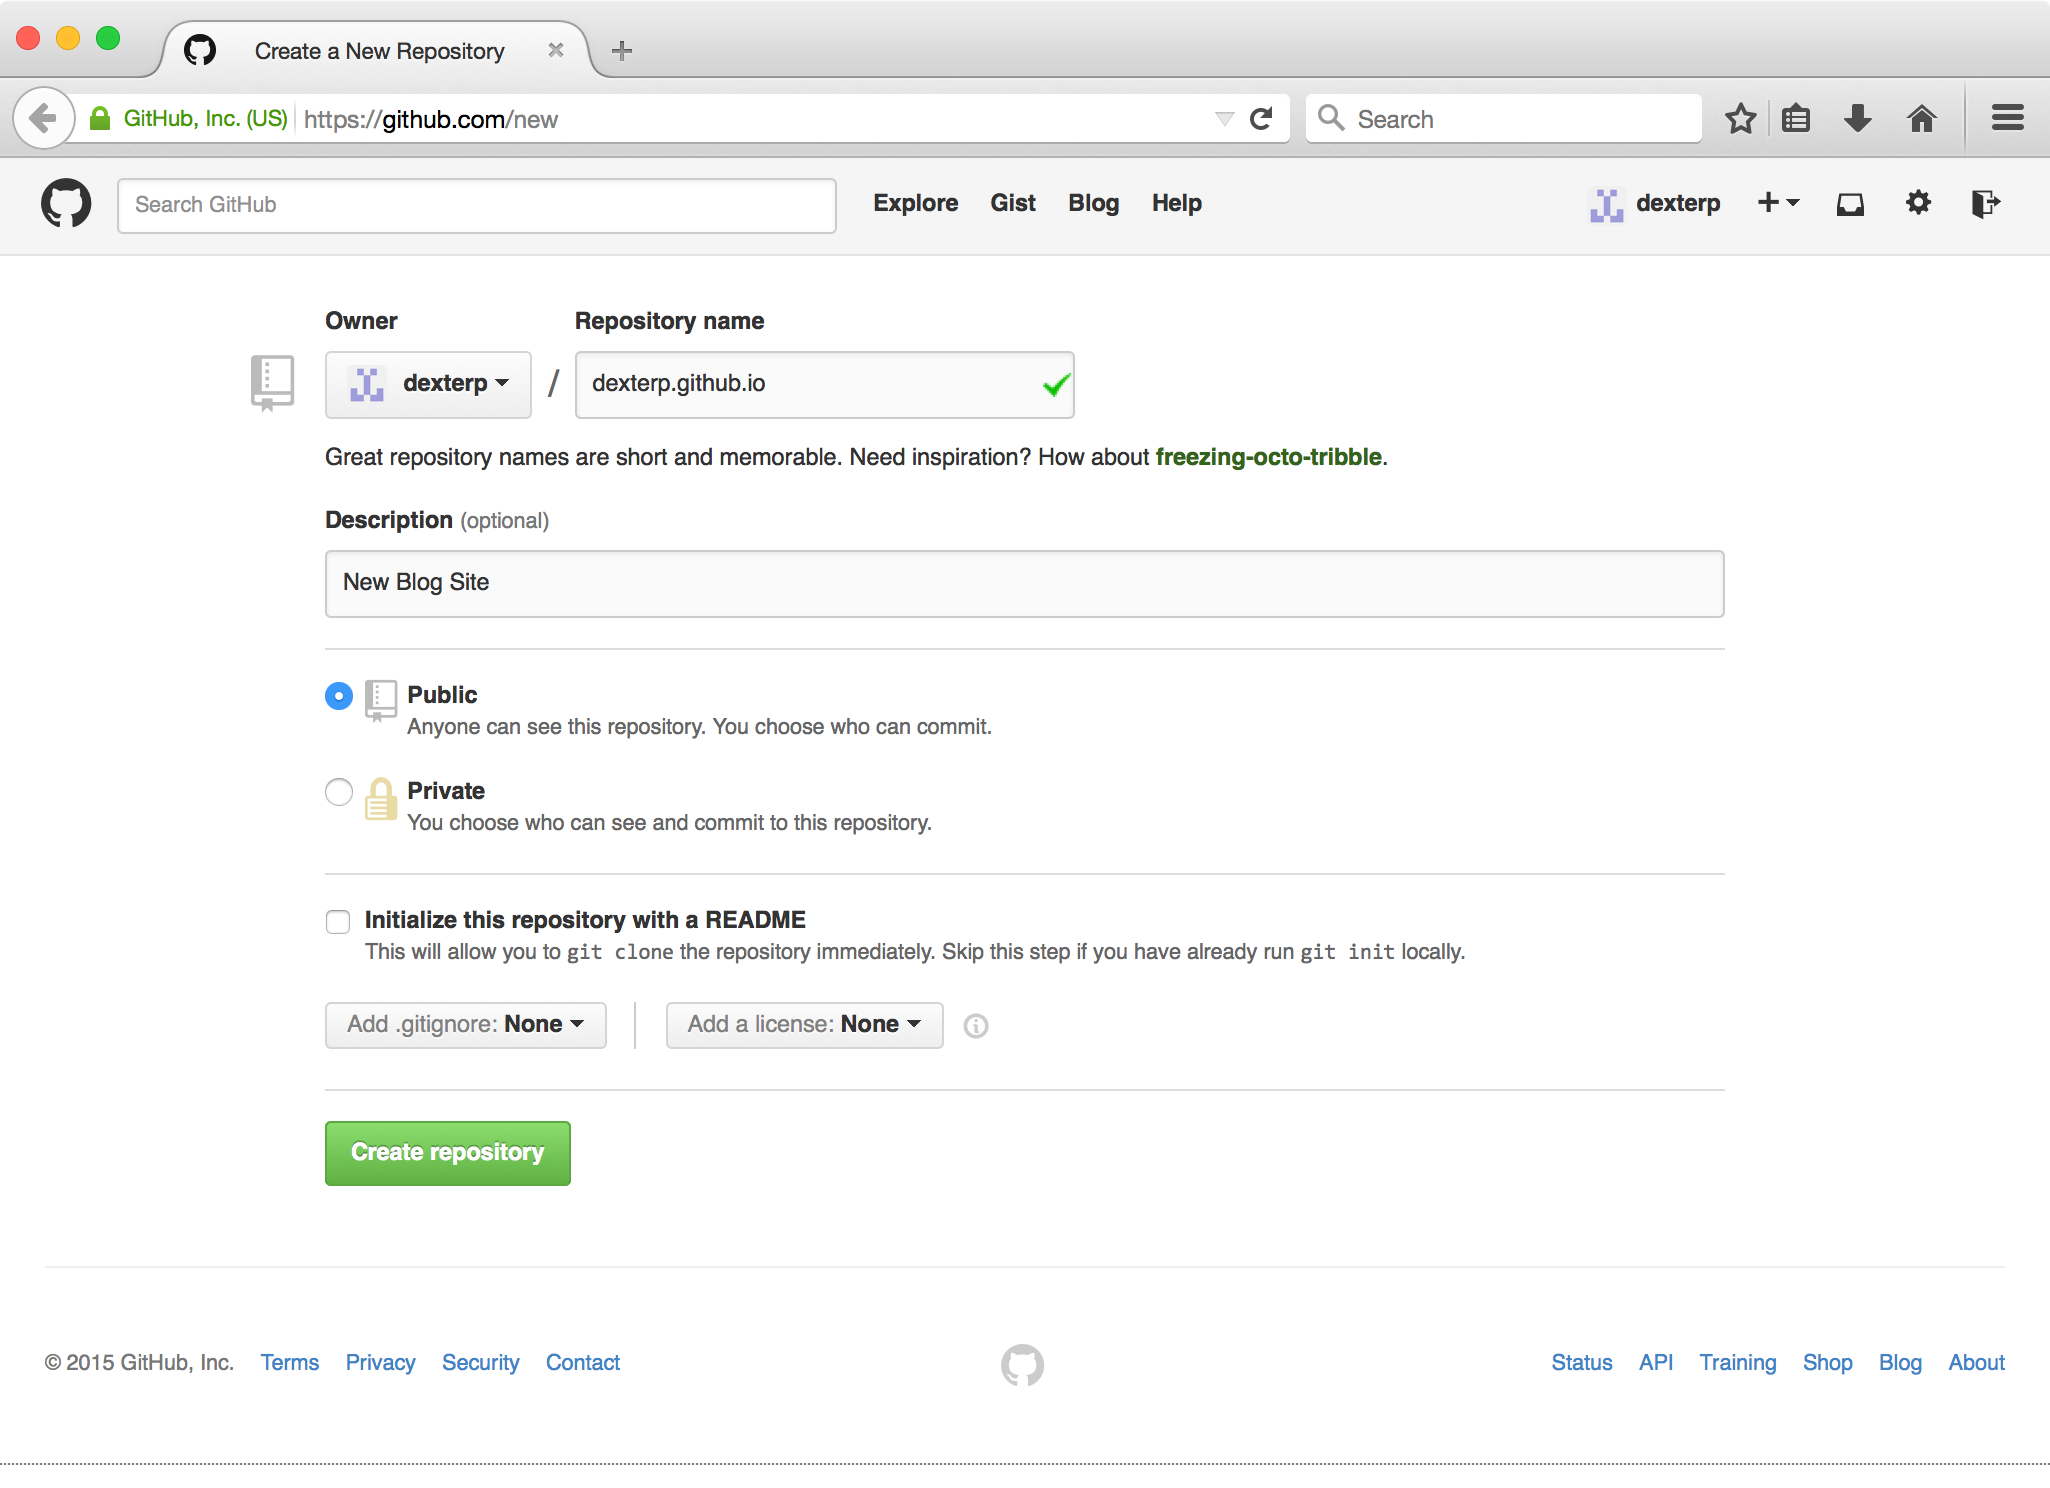 Create a New Repository
GitHub, Inc. (US) https://github.com/new Search
Search GitHub Explore Gist Blog Help dexterp
Owner Repository name
dexterp / dexterp.github.io
Great repository names are short and memorable. Need inspiration? How about freezing-octo-tribble.
Description (optional)
New Blog Site
Public
Anyone can see this repository. You choose who can commit.
Private
You choose who can see and commit to this repository.
Initialize this repository with a README
This will allow you to git clone the repository immediately. Skip this step if you have already run git init locally.
Add .gitignore: None Add a license: None
Create repository
© 2015 GitHub, Inc. Terms Privacy Security Contact Status API Training Shop Blog About